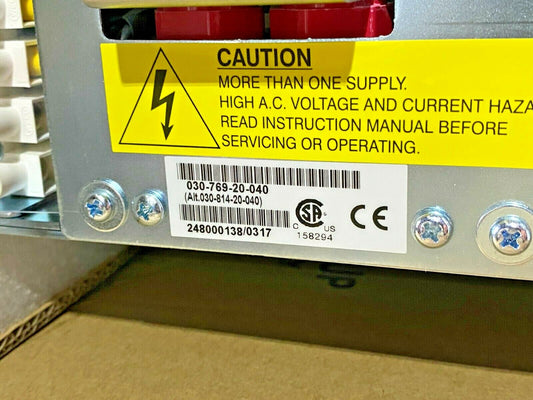 CAUTION
MORE THAN ONE SUPPLY.
HIGH A.C. VOLTAGE AND CURRENT HAZA
READ INSTRUCTION MANUAL BEFORE
SERVICING OR OPERATING.
030-769-20-040
(Alt.030-814-20-040)
SA
C US
158294
CE
248000138/0317